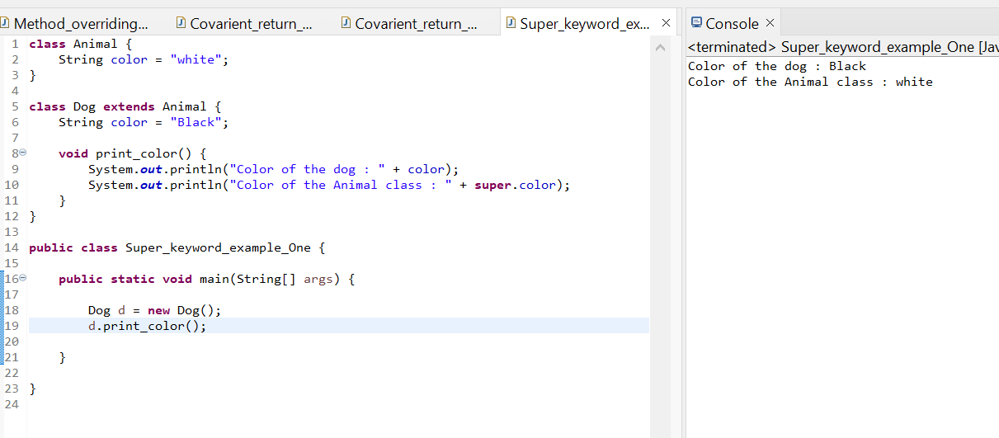 Method_overriding... Covarient_return_... Covarient_return_... Super_keyword_ex... Console
<terminated> Super_keyword_example_One [Jav
Color of the dog : Black
Color of the Animal class : white
1 class Animal {
2 String color = "white";
3 }
4
5 class Dog extends Animal {
6 String color = "Black";
7
8 void print_color() {
9 System.out.println("Color of the dog : " + color);
10 System.out.println("Color of the Animal class : " + super.color);
11 }
12 }
13
14 public class Super_keyword_example_One {
15
16 public static void main(String[] args) {
17
18 Dog d = new Dog();
19 d.print_color();
20
21 }
22
23 }
24